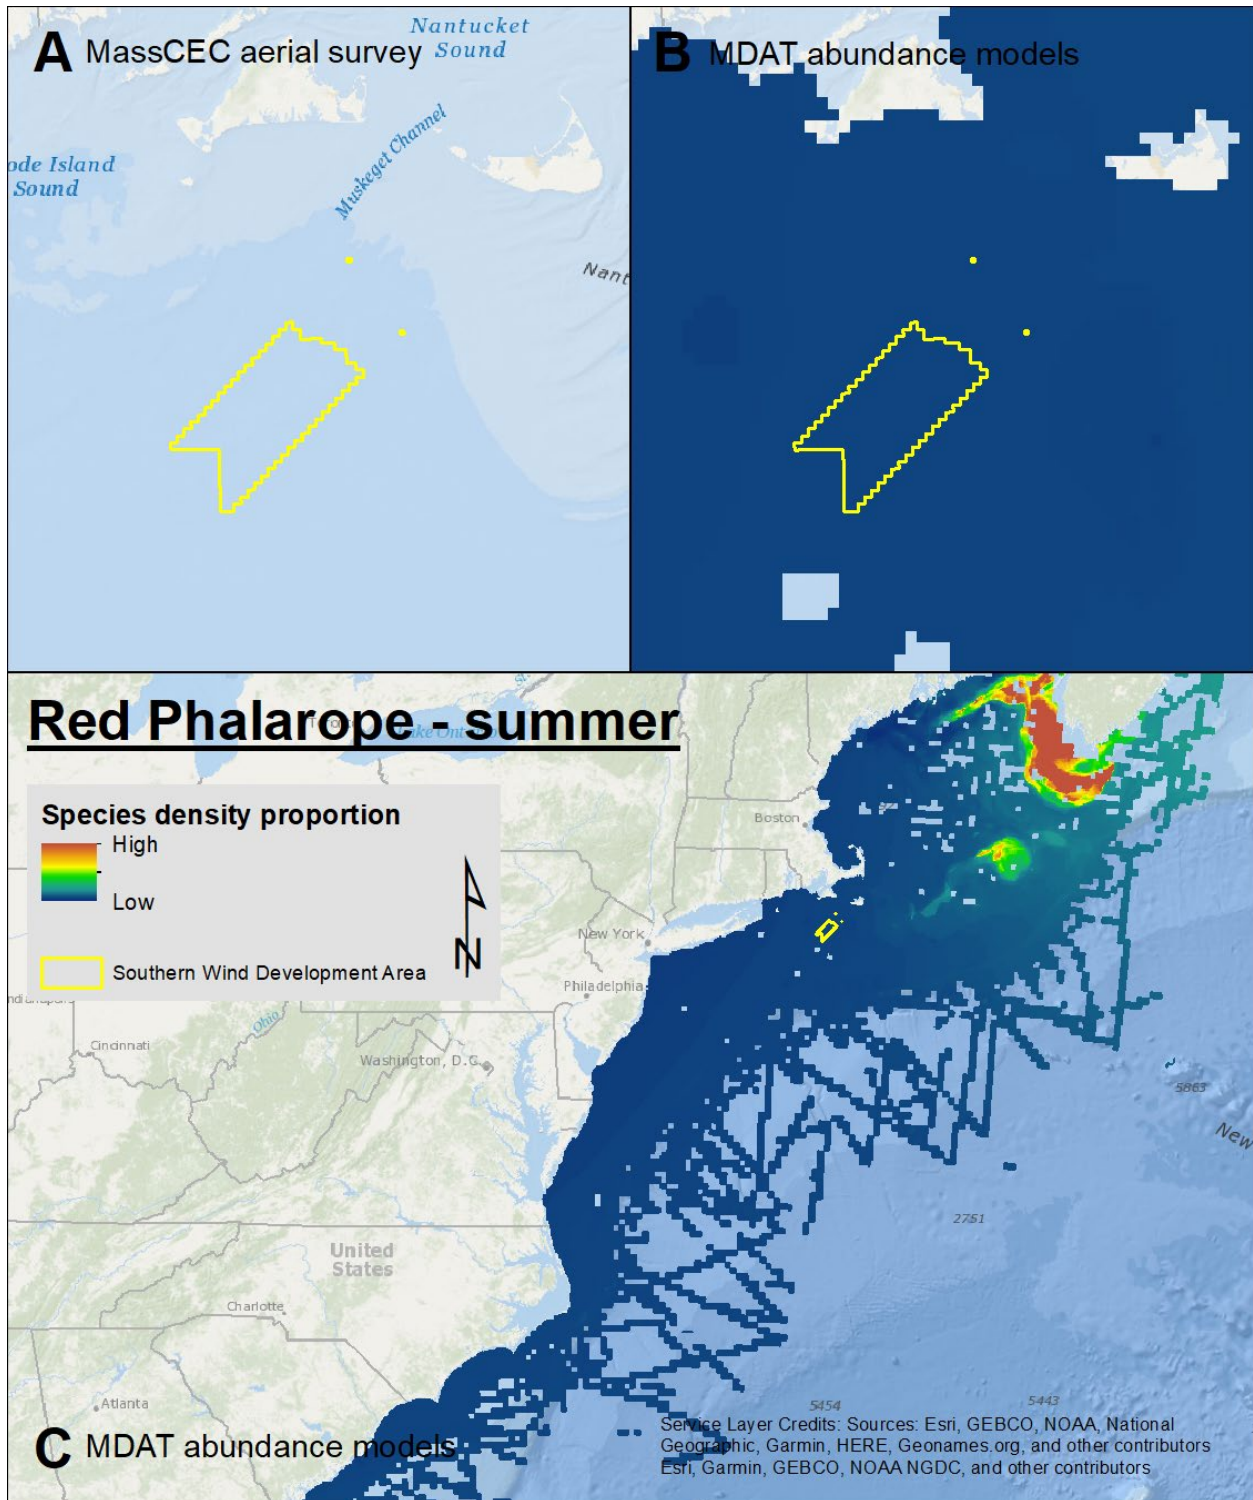 A MassCEC aerial survey
Nantucket
Sound
Muskeget Channel
ode Island
Sound
Nant
B MDAT abundance models
Red Phalarope - summer
Species density proportion
High
Low
N
Southern Wind Development Area
Boston
New York
Philadelphia
Ohio
Cincinnati
Washington, D.C.
5863
New
2751
United
States
Charlotte
Atlanta
5454
5443
C MDAT abundance models
Service Layer Credits: Sources: Esri, GEBCO, NOAA, National
Geographic, Garmin, HERE, Geonames.org, and other contributors
Esri, Garmin, GEBCO, NOAA NGDC, and other contributors